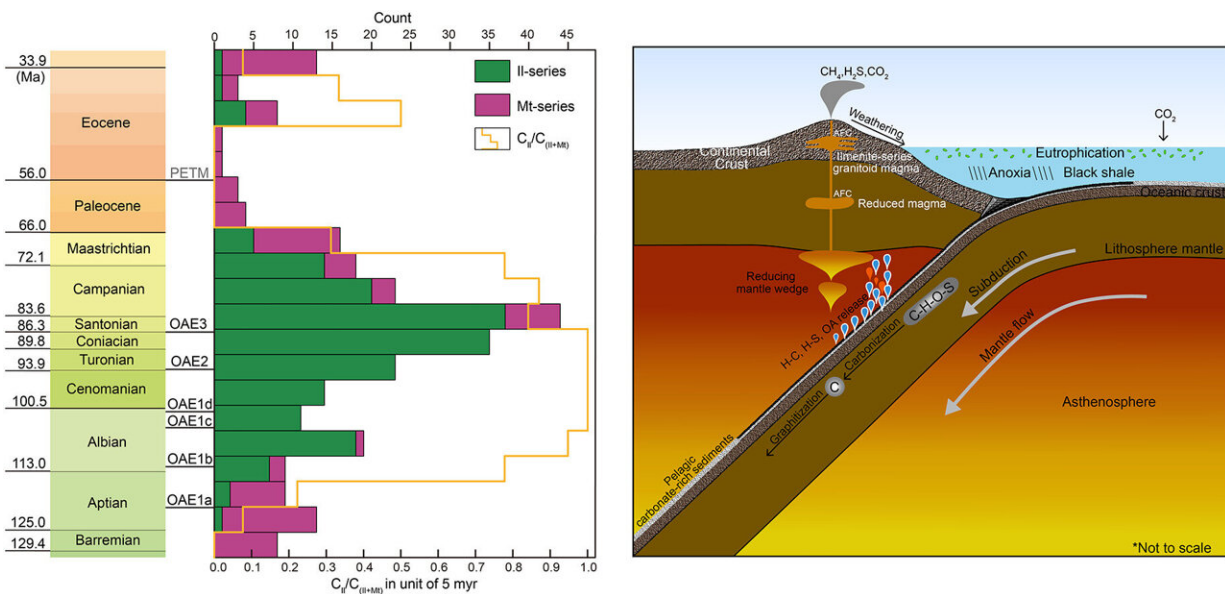 Count
0 5 10 15 20 25 30 35 40 45
33.9
(Ma)
Eocene
56.0
PETM
Paleocene
66.0
Maastrichtian
72.1
Campanian
83.6
Santonian
OAE3
86.3
Coniacian
89.8
Turonian
OAE2
93.9
Cenomanian
100.5
OAE1d
OAE1c
Albian
OAE1b
113.0
Aptian
OAE1a
125.0
Barremian
129.4
Il-series
Mt-series
C_Il/C_(Il+Mt)
0.0 0.1 0.2 0.3 0.4 0.5 0.6 0.7 0.8 0.9 1.0
C_Il/C_(Il+Mt) in unit of 5 myr
CH₄,H₂S,CO₂
Weathering
CO₂
AFC
Continental
Crust
Ilmenite-series
granitoid magma
Eutrophication
\\\\Anoxia\\\\ Black shale
Oceanic crust
AFC
Reduced magma
Lithosphere mantle
Reducing
mantle wedge
Subduction
C-H-O-S
H-C, H-S, OA release
Carbonization
Mantle flow
C
Graphitization
Asthenosphere
Pelagic
carbonate-rich sediments
*Not to scale